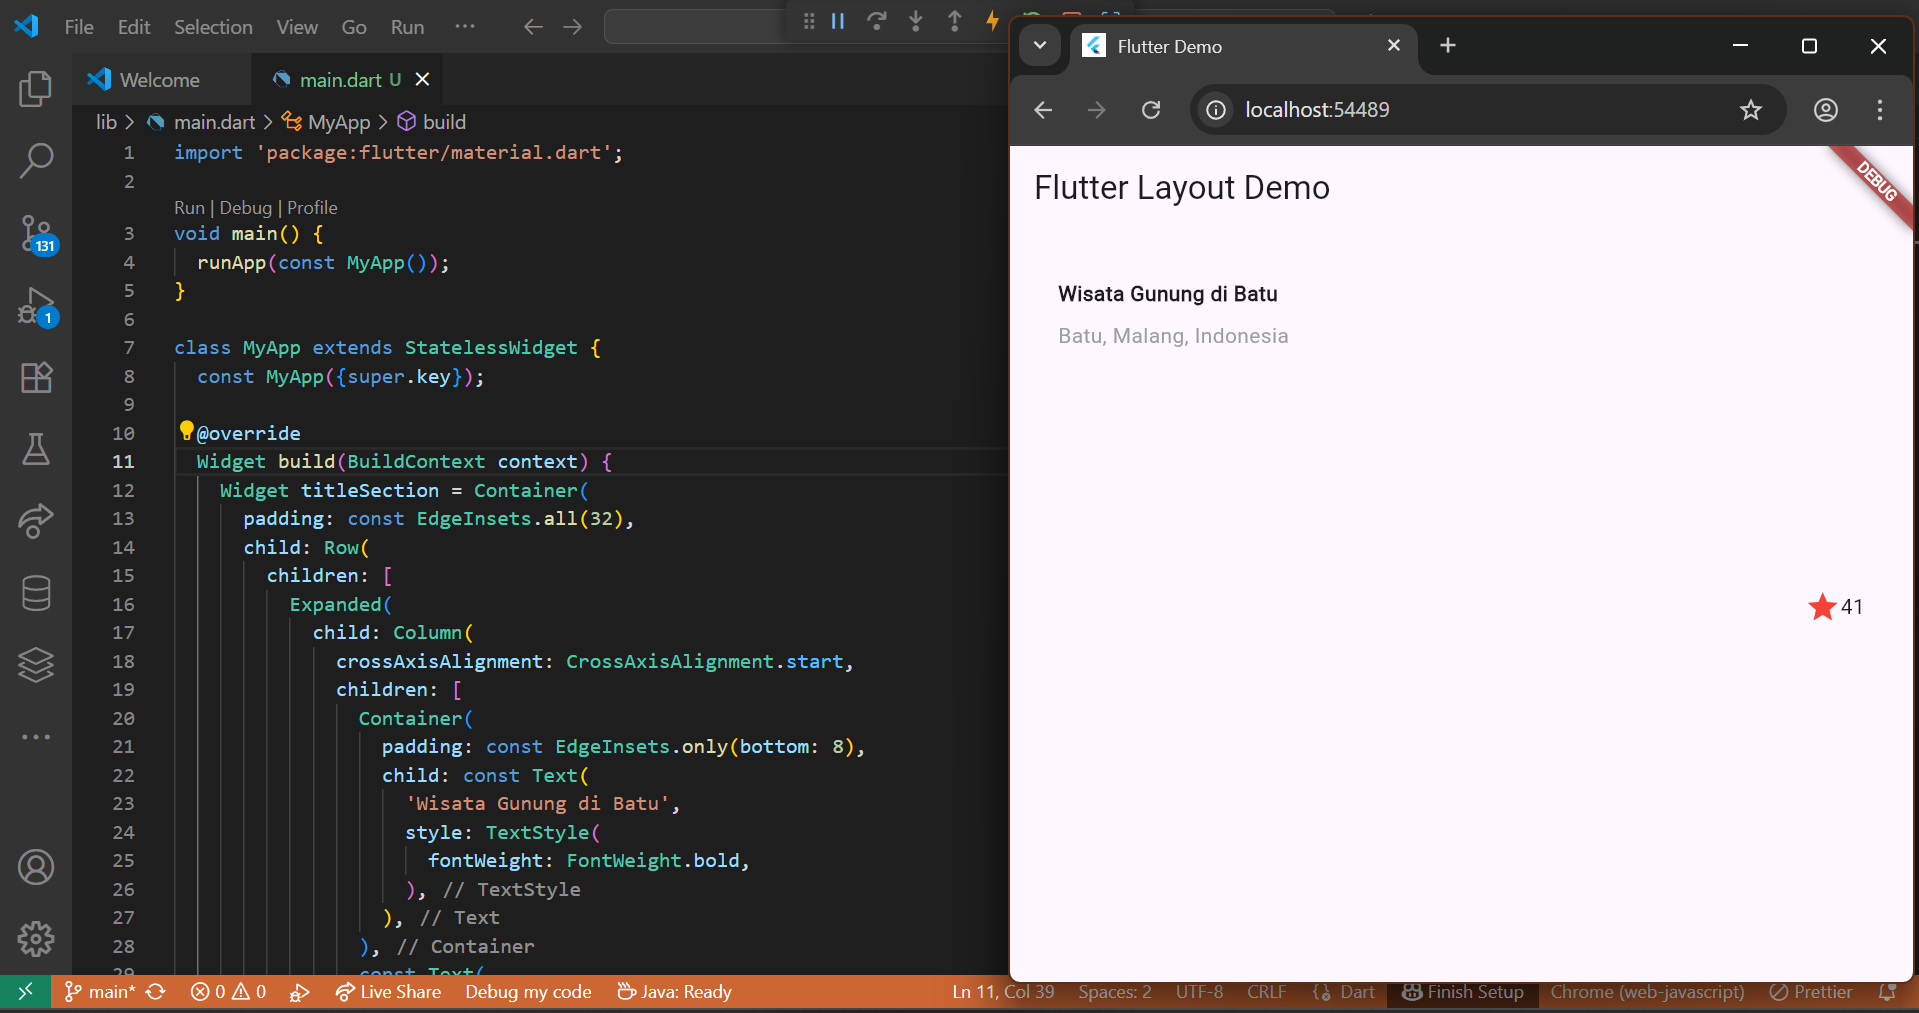 File Edit Selection View Go Run ···
Welcome
main.dart U
lib > main.dart > MyApp > build
1 import 'package:flutter/material.dart';
2
Run | Debug | Profile
3 void main() {
4 runApp(const MyApp());
5 }
6
7 class MyApp extends StatelessWidget {
8 const MyApp({super.key});
9
10 @override
11 Widget build(BuildContext context) {
12 Widget titleSection = Container(
13 padding: const EdgeInsets.all(32),
14 child: Row(
15 children: [
16 Expanded(
17 child: Column(
18 crossAxisAlignment: CrossAxisAlignment.start,
19 children: [
20 Container(
21 padding: const EdgeInsets.only(bottom: 8),
22 child: const Text(
23 'Wisata Gunung di Batu',
24 style: TextStyle(
25 fontWeight: FontWeight.bold,
26 ), // TextStyle
27 ), // Text
28 ), // Container
29 const Text(
131
1
main* 0 0 Live Share Debug my code Java: Ready Ln 11, Col 39 Spaces: 2 UTF-8 CRLF Dart Finish Setup Chrome (web-javascript) Prettier
Flutter Demo
localhost:54489
DEBUG
Flutter Layout Demo
Wisata Gunung di Batu
Batu, Malang, Indonesia
41